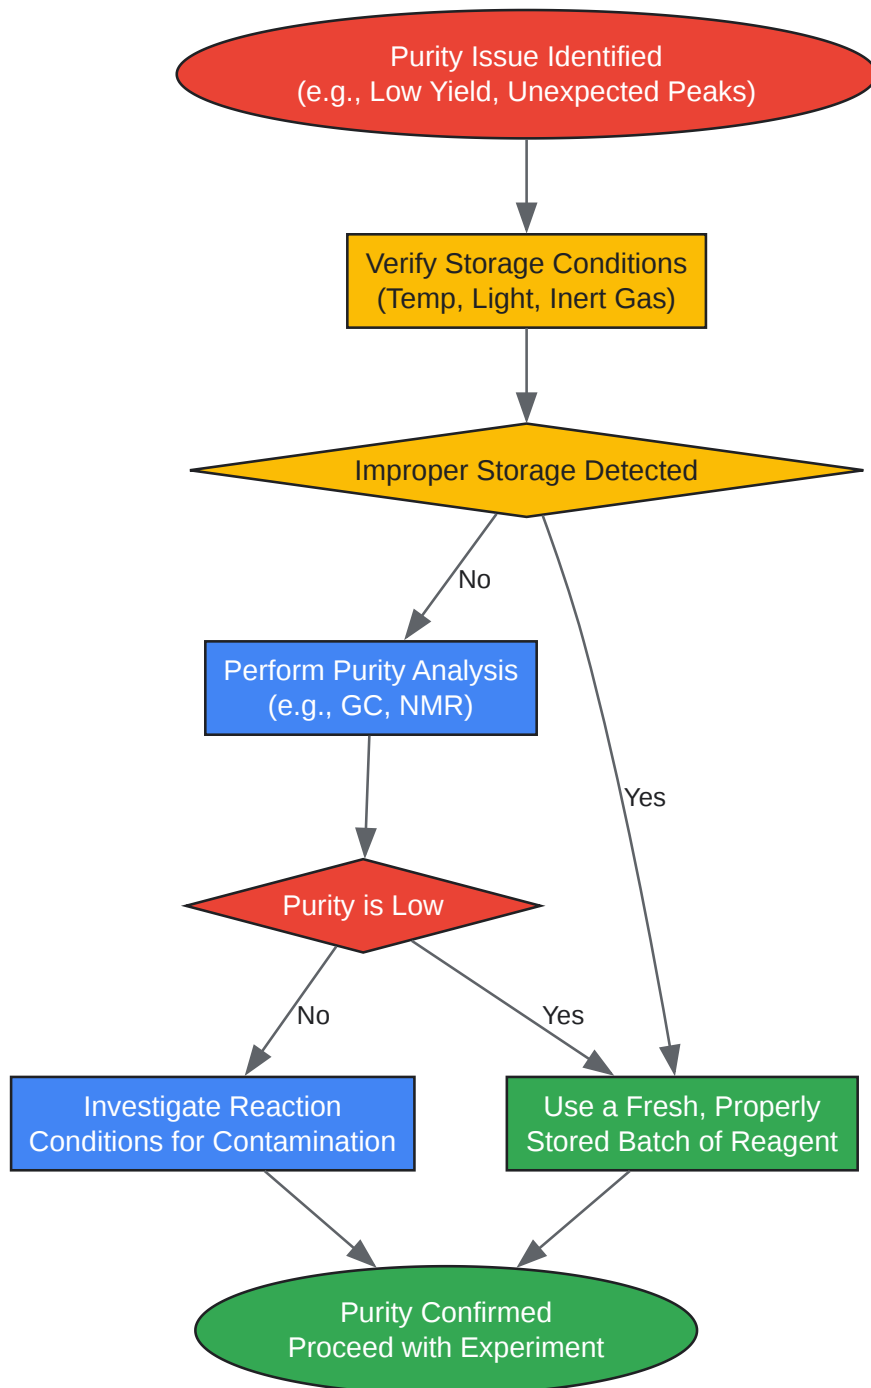 Purity Issue Identified
(e.g., Low Yield, Unexpected Peaks)
Verify Storage Conditions
(Temp, Light, Inert Gas)
Improper Storage Detected
No
Perform Purity Analysis
(e.g., GC, NMR)
Yes
Purity is Low
No
Yes
Investigate Reaction
Conditions for Contamination
Use a Fresh, Properly
Stored Batch of Reagent
Purity Confirmed
Proceed with Experiment